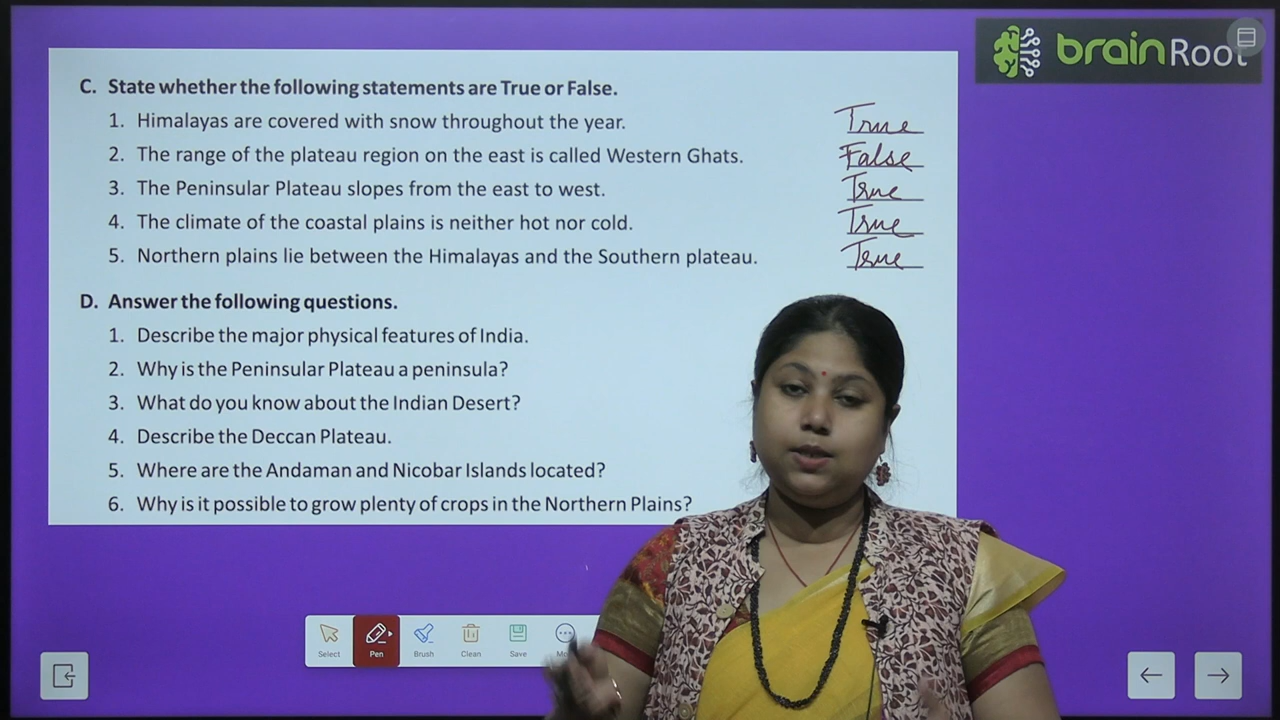 brainRoot
C. State whether the following statements are True or False.
1. Himalayas are covered with snow throughout the year. True
2. The range of the plateau region on the east is called Western Ghats. False
3. The Peninsular Plateau slopes from the east to west. True
4. The climate of the coastal plains is neither hot nor cold. True
5. Northern plains lie between the Himalayas and the Southern plateau. True
D. Answer the following questions.
1. Describe the major physical features of India.
2. Why is the Peninsular Plateau a peninsula?
3. What do you know about the Indian Desert?
4. Describe the Deccan Plateau.
5. Where are the Andaman and Nicobar Islands located?
6. Why is it possible to grow plenty of crops in the Northern Plains?
Select Pen Brush Clean Save